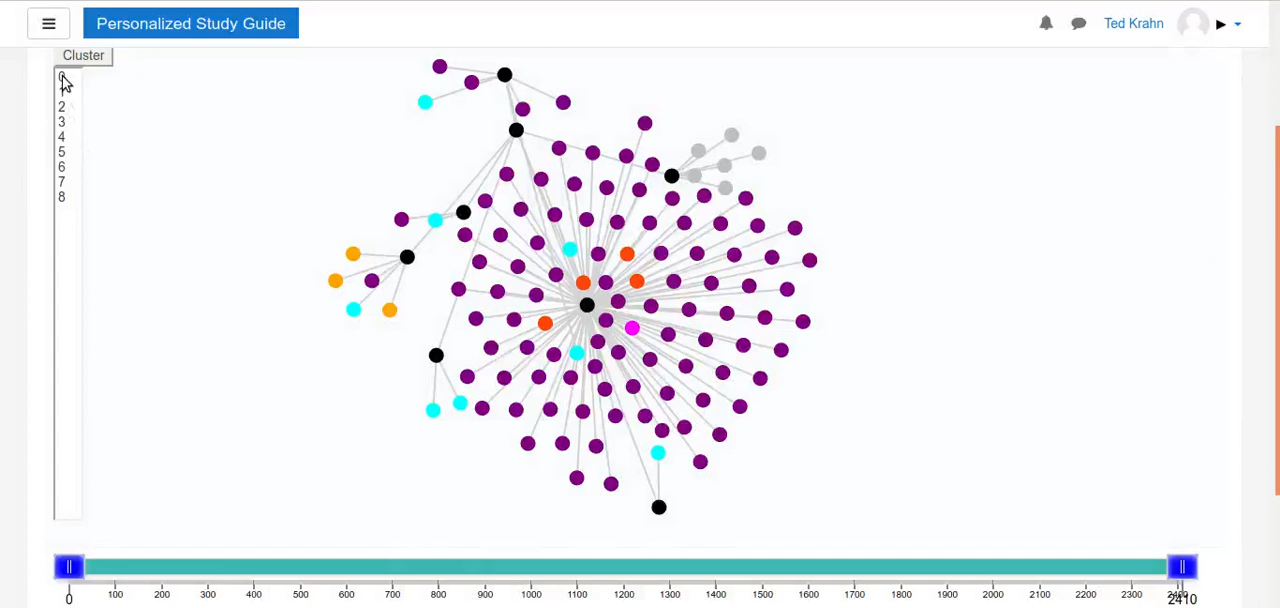 Personalized Study Guide
Ted Krahn
Cluster
0
1
2
3
4
5
6
7
8
100 200 300 400 500 600 700 800 900 1000 1100 1200 1300 1400 1500 1600 1700 1800 1900 2000 2100 2200 2300
0 2410